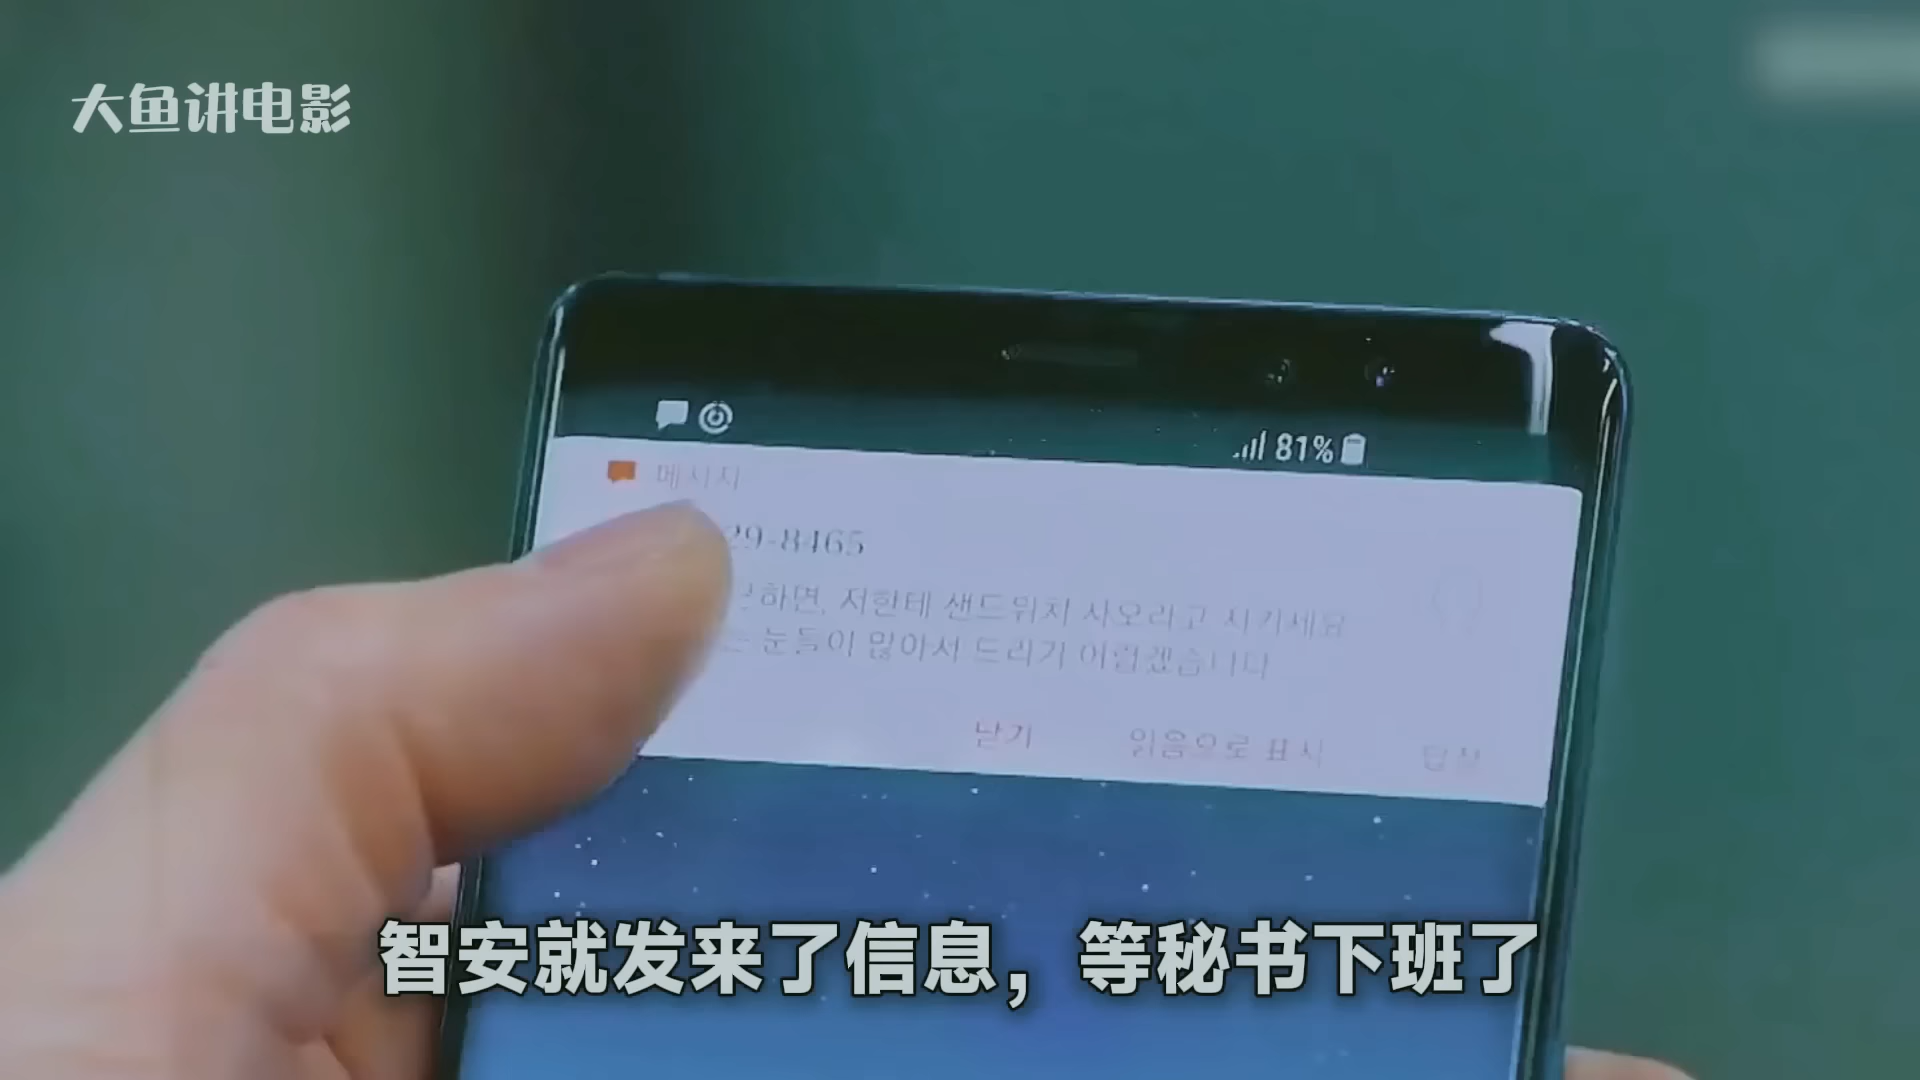 大鱼讲电影
81%
메시지
29-8465
하면, 저한테 샌드위치 사오라고 시키세요
는 눈들이 많아서 드리기 어렵겠습니다
닫기 읽음으로 표시 답장
智安就发来了信息，等秘书下班了